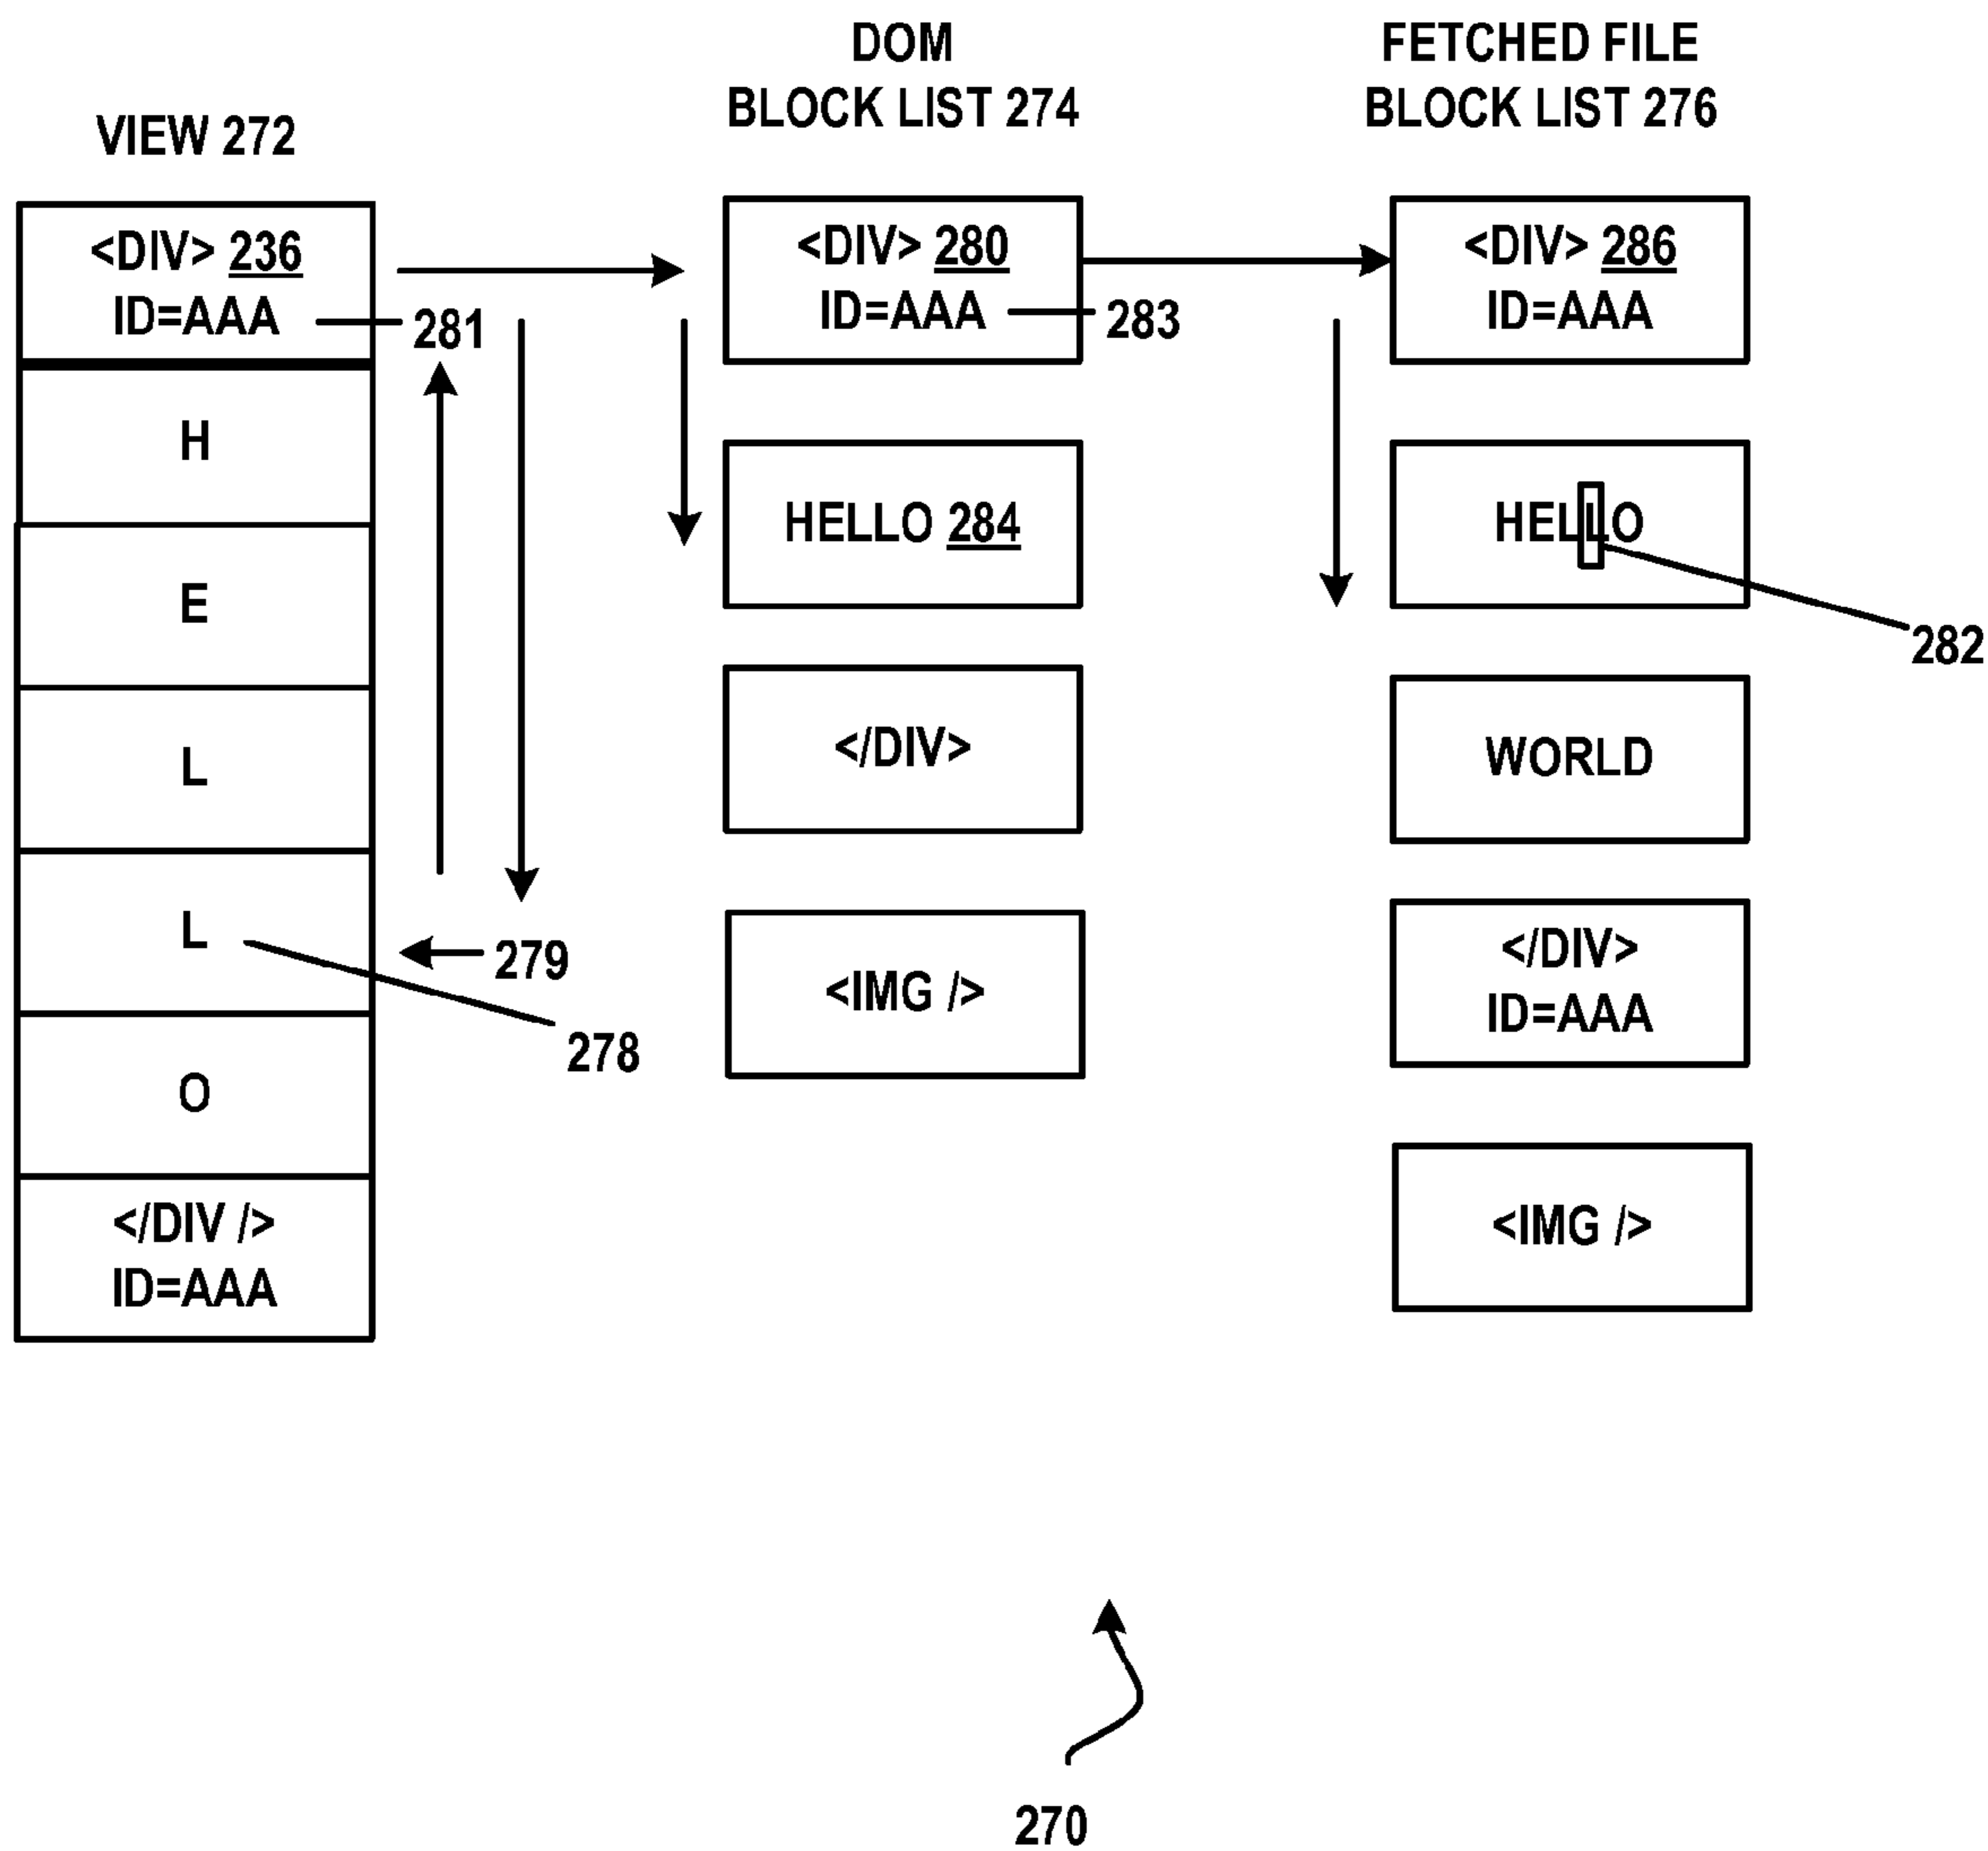 VIEW 272
<DIV> 236
ID=AAA
281
H
E
L
L
279
278
O
</DIV />
ID=AAA
DOM
BLOCK LIST 274
<DIV> 280
ID=AAA
283
HELLO 284
</DIV>
<IMG />
FETCHED FILE
BLOCK LIST 276
<DIV> 286
ID=AAA
HELLO
282
WORLD
</DIV>
ID=AAA
<IMG />
270